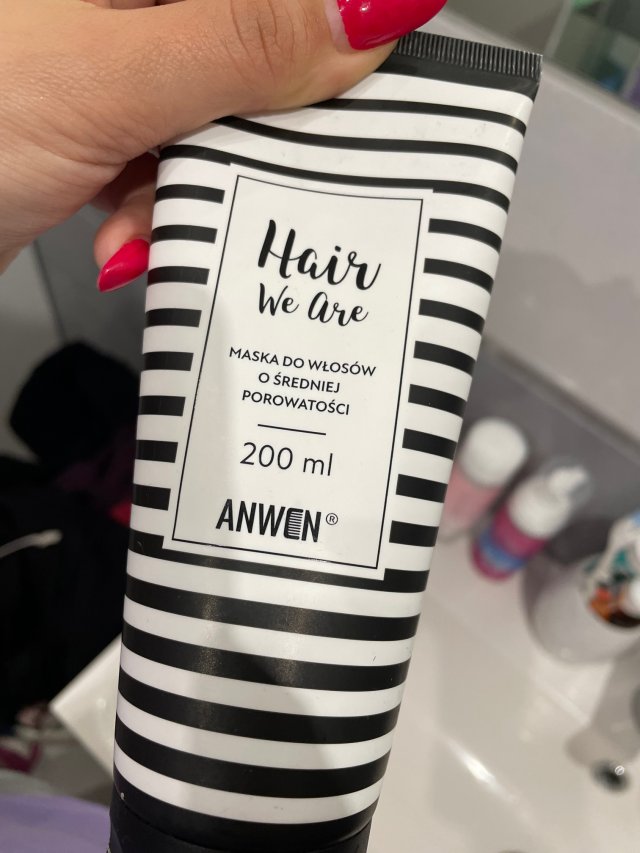 Hair
We Are
MASKA DO WŁOSÓW
O ŚREDNIEJ
POROWATOŚCI
200 ml
ANWEN®